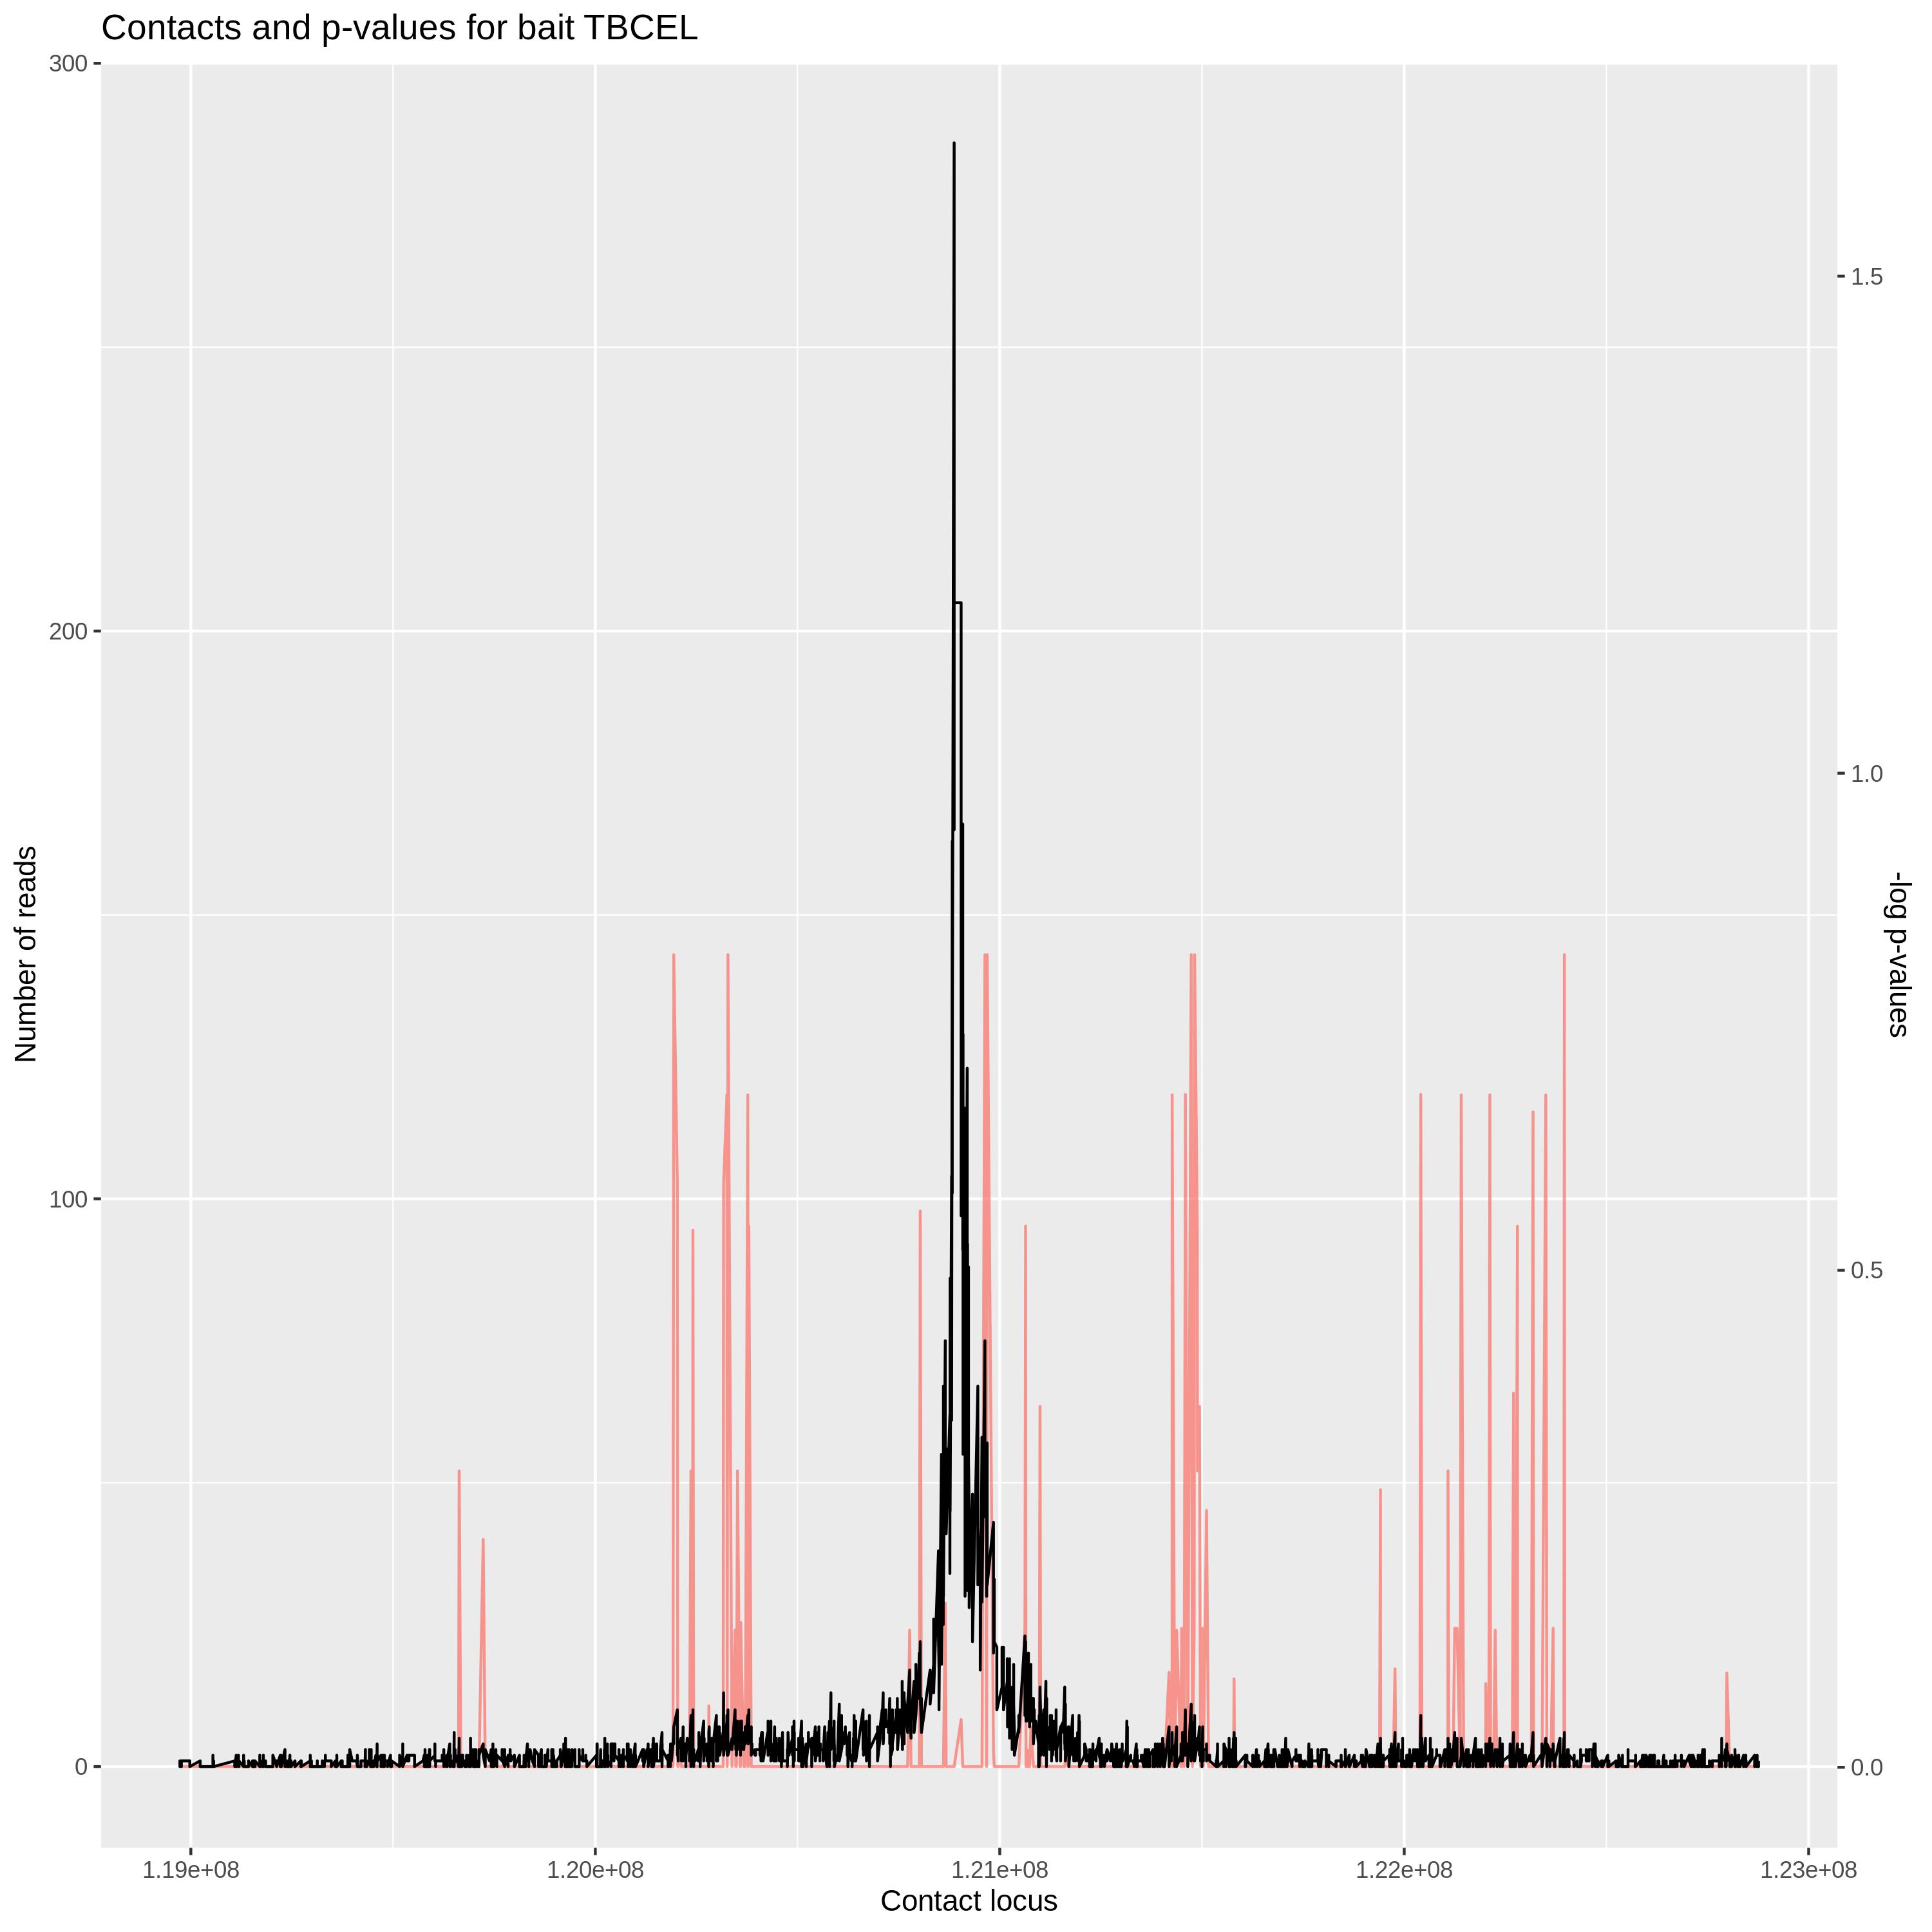 Contacts and p-values for bait TBCEL
300
200
100
0
Number of reads
1.5
1.0
0.5
0.0
-log p-values
1.19e+08
1.20e+08
1.21e+08
1.22e+08
1.23e+08
Contact locus